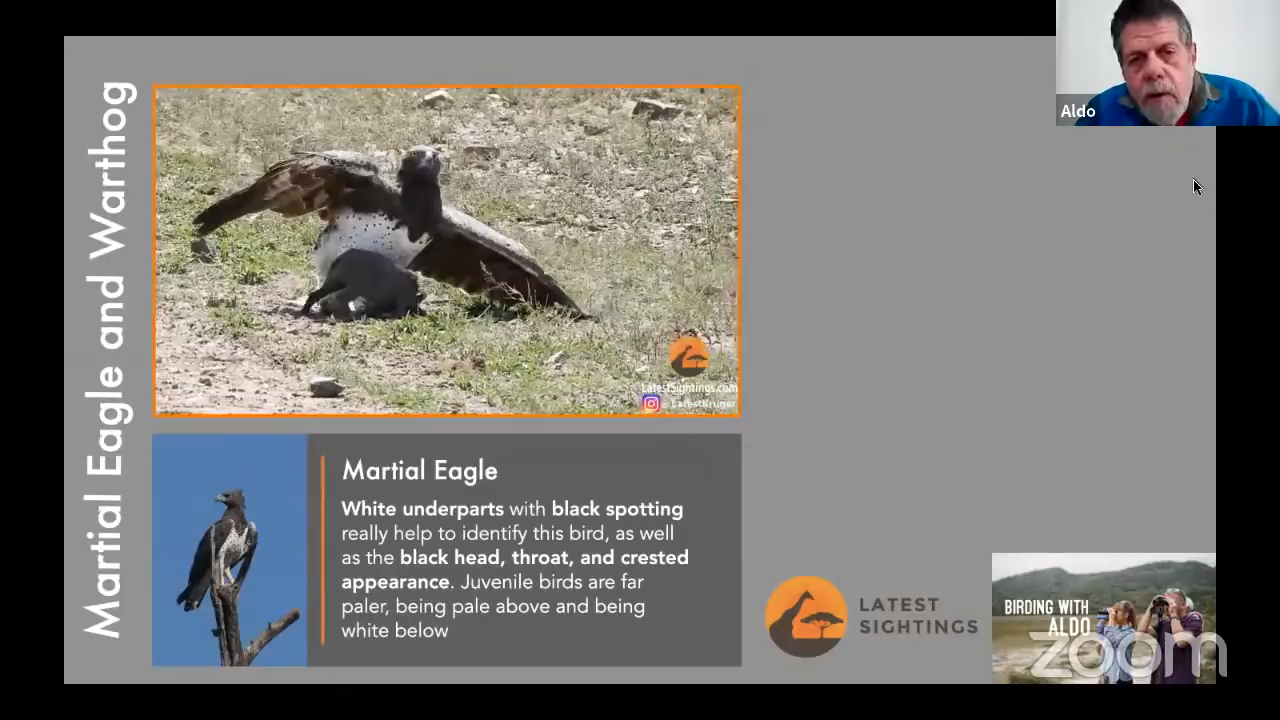 Martial Eagle and Warthog
Aldo
LatestSightings.com
LatestKruger
Martial Eagle
White underparts with black spotting
really help to identify this bird, as well
as the black head, throat, and crested
appearance. Juvenile birds are far
paler, being pale above and being
white below
LATEST
SIGHTINGS
BIRDING WITH
ALDO
zoom